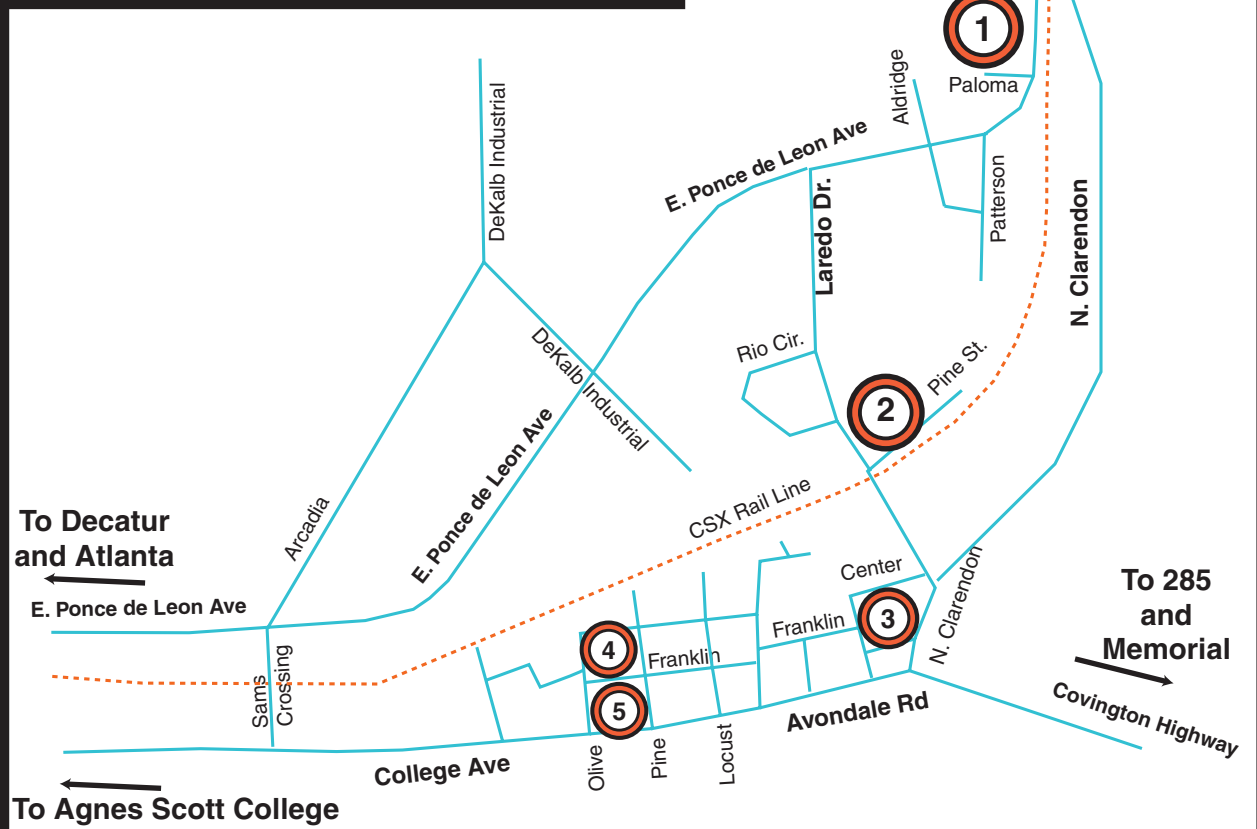 1
Paloma
Aldridge
DeKalb Industrial
E. Ponce de Leon Ave
Patterson
Laredo Dr.
N. Clarendon
Rio Cir.
DeKalb Industrial
2
Pine St.
E. Ponce de Leon Ave
CSX Rail Line
Arcadia
To Decatur
and Atlanta
E. Ponce de Leon Ave
Center
N. Clarendon
To 285
and
Memorial
3
Franklin
4
Franklin
Sams
Crossing
5
Avondale Rd
Covington Highway
Olive
Pine
Locust
College Ave
To Agnes Scott College